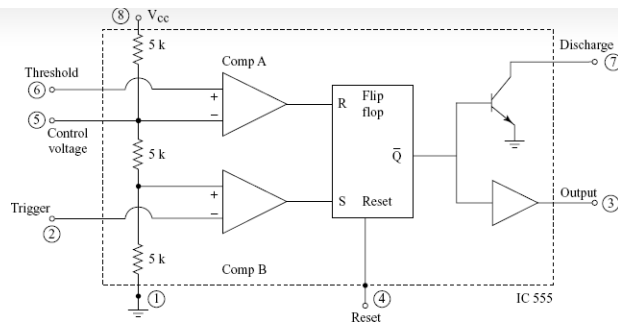 ⑧ Vcc
5 k
Comp A
Discharge
⑦
Threshold
⑥
+
R Flip
flop
⑤
−
Control
voltage
5 k
Q̄
+
S Reset
Trigger
−
②
Output
③
5 k
Comp B
①
④
IC 555
Reset